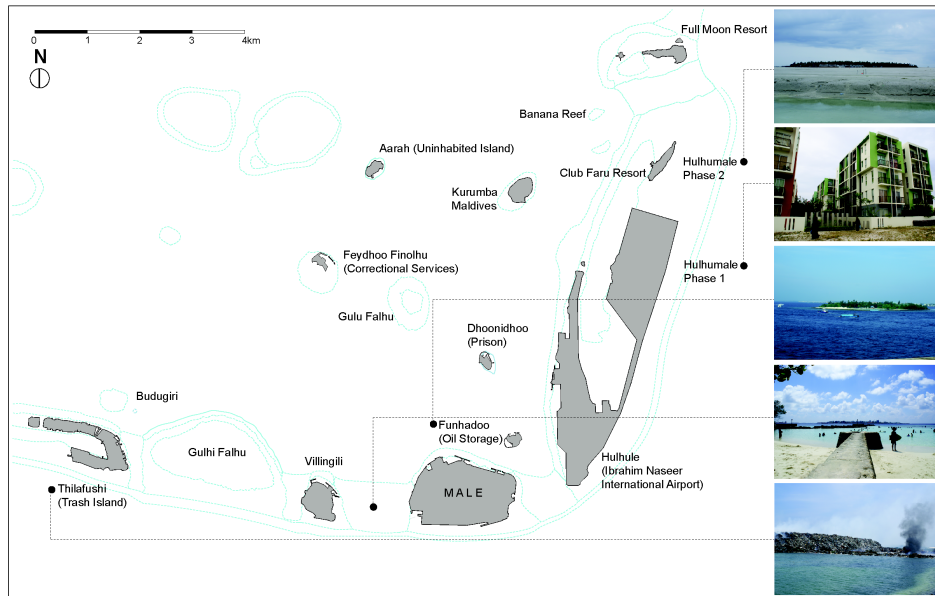 0 1 2 3 4km
N
Full Moon Resort
Banana Reef
Aarah (Uninhabited Island)
Club Faru Resort
Hulhumale
Phase 2
Kurumba
Maldives
Feydhoo Finolhu
(Correctional Services)
Hulhumale
Phase 1
Gulu Falhu
Dhoonidhoo
(Prison)
Budugiri
Funhadoo
(Oil Storage)
Gulhi Falhu
Villingili
Hulhule
(Ibrahim Naseer
International Airport)
Thilafushi
(Trash Island)
MALE